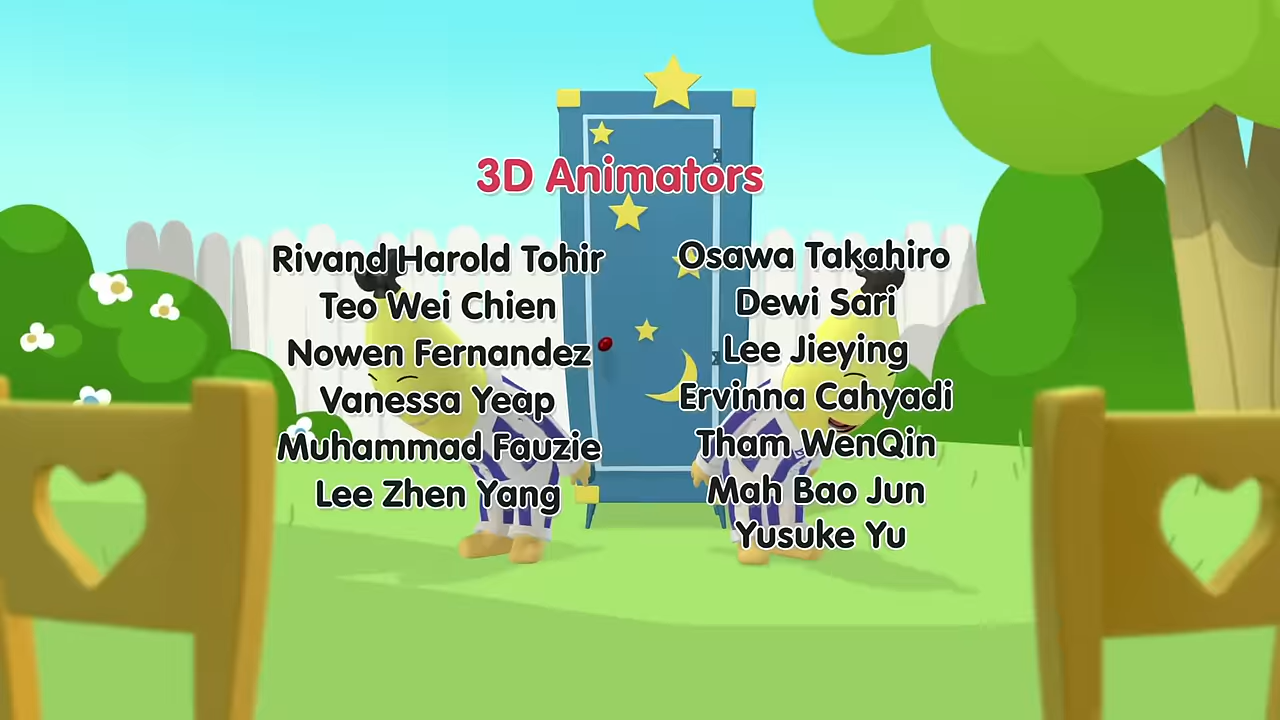 3D Animators
Rivand Harold Tohir
Teo Wei Chien
Nowen Fernandez
Vanessa Yeap
Muhammad Fauzie
Lee Zhen Yang
Osawa Takahiro
Dewi Sari
Lee Jieying
Ervinna Cahyadi
Tham WenQin
Mah Bao Jun
Yusuke Yu